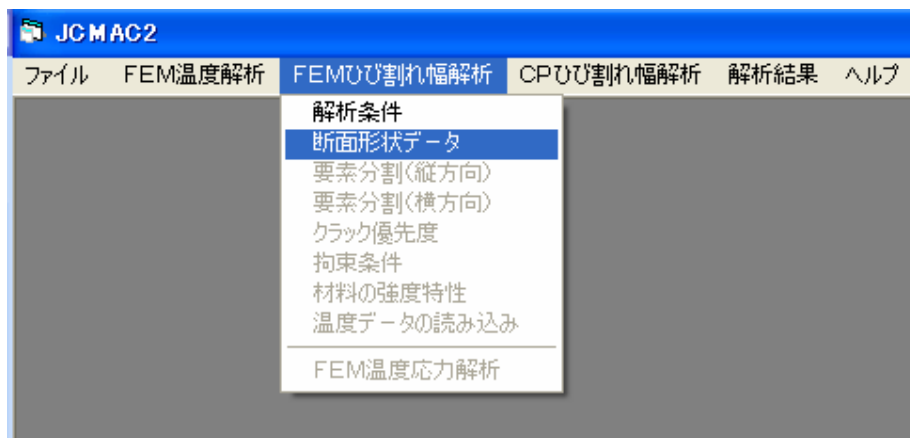 JCMAC2
ファイル FEM温度解析 FEMひび割れ幅解析 CPひび割れ幅解析 解析結果 ヘルプ
解析条件
断面形状データ
要素分割(縦方向)
要素分割(横方向)
クラック優先度
拘束条件
材料の強度特性
温度データの読み込み
FEM温度応力解析